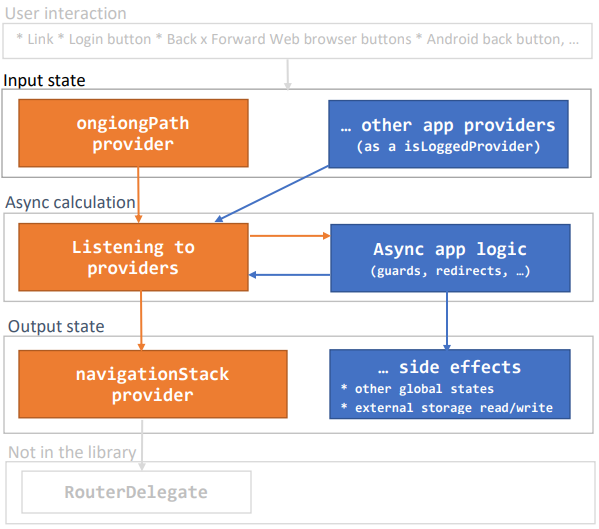 User interaction
* Link * Login button * Back x Forward Web browser buttons * Android back button, …
Input state
ongiongPath
provider
… other app providers
(as a isLoggedProvider)
Async calculation
Listening to
providers
Async app logic
(guards, redirects, …)
Output state
navigationStack
provider
… side effects
* other global states
* external storage read/write
Not in the library
RouterDelegate